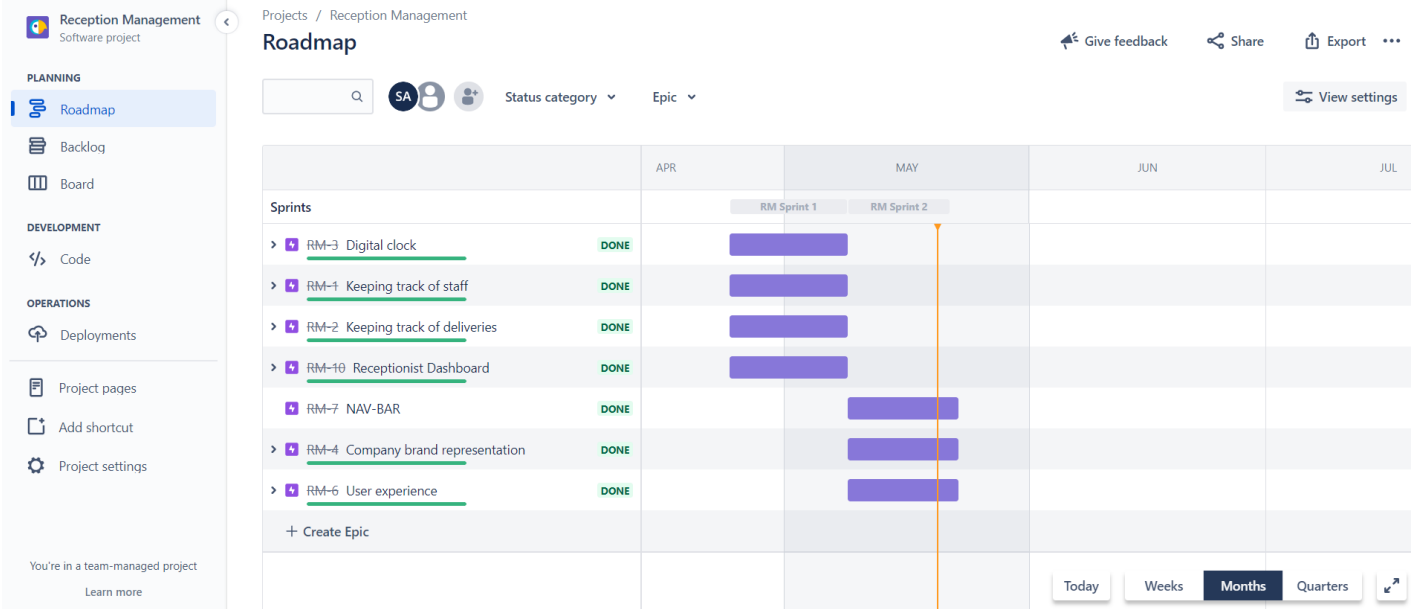 Reception Management
Software project
PLANNING
Roadmap
Backlog
Board
DEVELOPMENT
Code
OPERATIONS
Deployments
Project pages
Add shortcut
Project settings
You're in a team-managed project
Learn more
Projects / Reception Management
Roadmap
Give feedback
Share
Export
SA
Status category
Epic
View settings
APR
MAY
JUN
JUL
Sprints
RM Sprint 1
RM Sprint 2
RM-3 Digital clock DONE
RM-1 Keeping track of staff DONE
RM-2 Keeping track of deliveries DONE
RM-10 Receptionist Dashboard DONE
RM-7 NAV-BAR DONE
RM-4 Company brand representation DONE
RM-6 User experience DONE
+ Create Epic
Today
Weeks
Months
Quarters